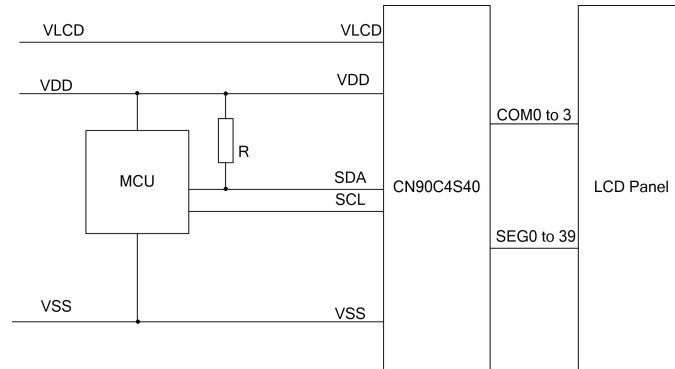 VLCD VLCD
VDD VDD
COM0 to 3
R
MCU SDA CN90C4S40 LCD Panel
SCL
SEG0 to 39
VSS VSS